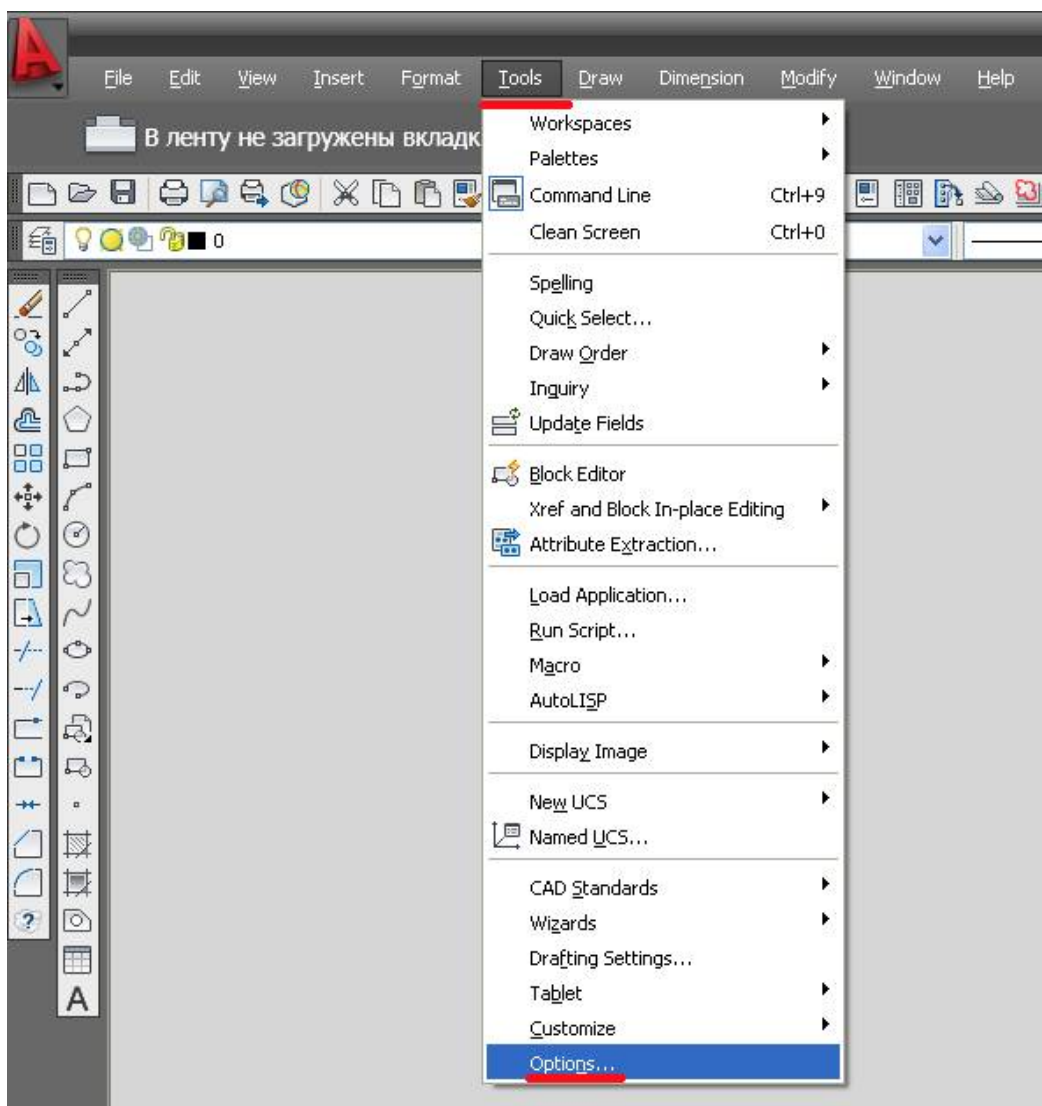 File Edit View Insert Format Tools Draw Dimension Modify Window Help
В ленту не загружены вкладк
Workspaces
Palettes
Command Line Ctrl+9
Clean Screen Ctrl+0
0
Spelling
Quick Select...
Draw Order
Inquiry
Update Fields
Block Editor
Xref and Block In-place Editing
Attribute Extraction...
Load Application...
Run Script...
Macro
AutoLISP
Display Image
New UCS
Named UCS...
CAD Standards
Wizards
Drafting Settings...
Tablet
Customize
Options...
A